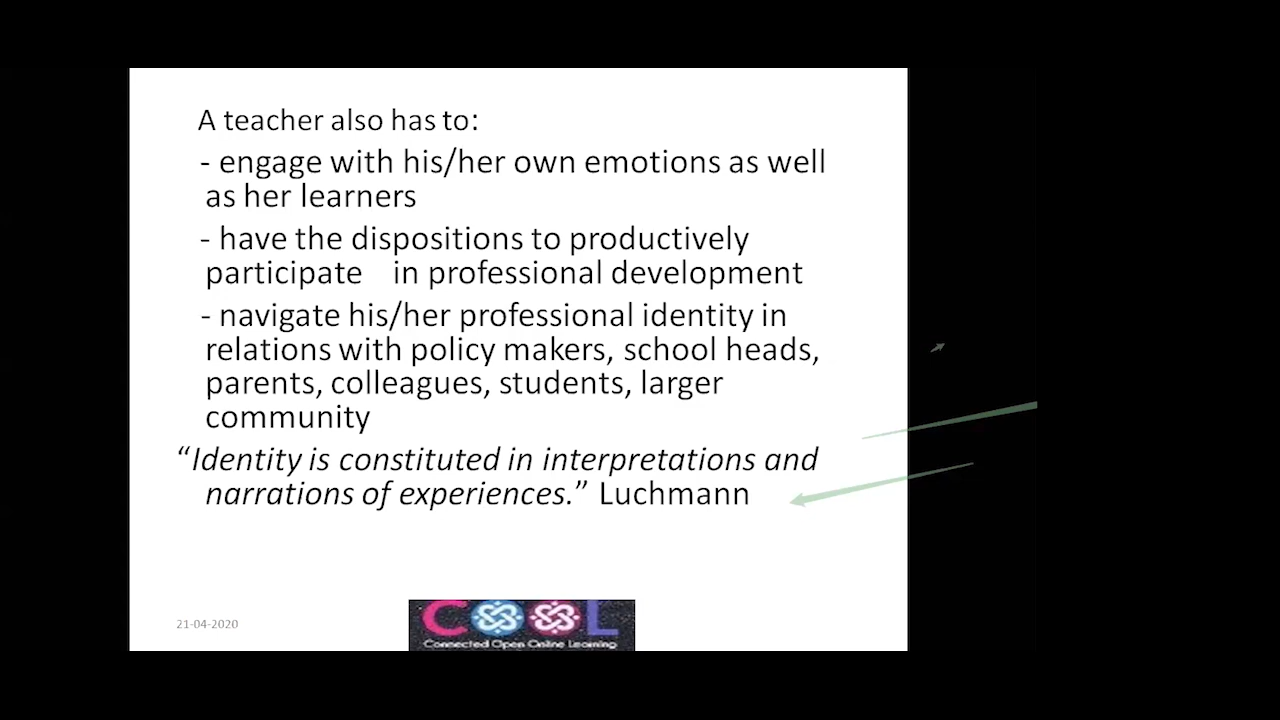 A teacher also has to:
- engage with his/her own emotions as well
as her learners
- have the dispositions to productively
participate in professional development
- navigate his/her professional identity in
relations with policy makers, school heads,
parents, colleagues, students, larger
community
“Identity is constituted in interpretations and
narrations of experiences.” Luchmann
21-04-2020
COOL
Connected Open Online Learning